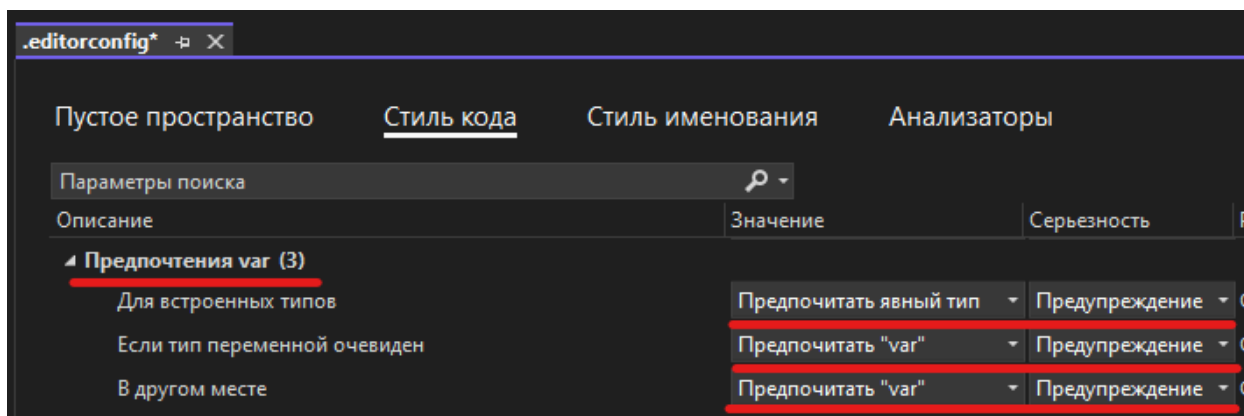 .editorconfig*
Пустое пространство Стиль кода Стиль именования Анализаторы
Параметры поиска
Описание Значение Серьезность
Предпочтения var (3)
Для встроенных типов Предпочитать явный тип Предупреждение
Если тип переменной очевиден Предпочитать "var" Предупреждение
В другом месте Предпочитать "var" Предупреждение